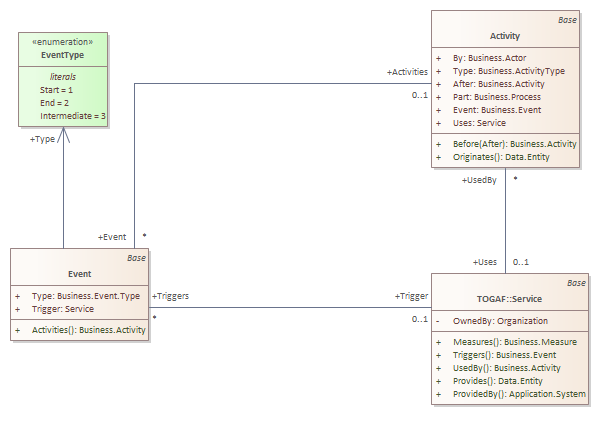 Base
Activity
+ By: Business.Actor
+ Type: Business.ActivityType
+ After: Business.Activity
+ Part: Business.Process
+ Event: Business.Event
+ Uses: Service
+ Before(After): Business.Activity
+ Originates(): Data.Entity
«enumeration»
EventType
literals
Start = 1
End = 2
Intermediate = 3
+Activities
0..1
+Type
+UsedBy
*
+Event
*
+Uses
0..1
Base
Event
+ Type: Business.Event.Type
+ Trigger: Service
+ Activities(): Business.Activity
+Triggers
*
+Trigger
0..1
Base
TOGAF::Service
- OwnedBy: Organization
+ Measures(): Business.Measure
+ Triggers(): Business.Event
+ UsedBy(): Business.Activity
+ Provides(): Data.Entity
+ ProvidedBy(): Application.System